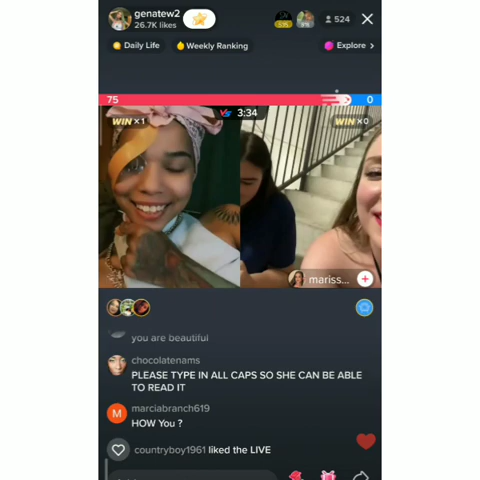 genatew2
26.7K likes
524
Daily Life
Weekly Ranking
Explore >
75
0
VS 3:34
WIN ×1
WIN ×0
mariss...
you are beautiful
chocolatenams
PLEASE TYPE IN ALL CAPS SO SHE CAN BE ABLE
TO READ IT
M
marciabranch619
HOW You ?
countryboy1961 liked the LIVE